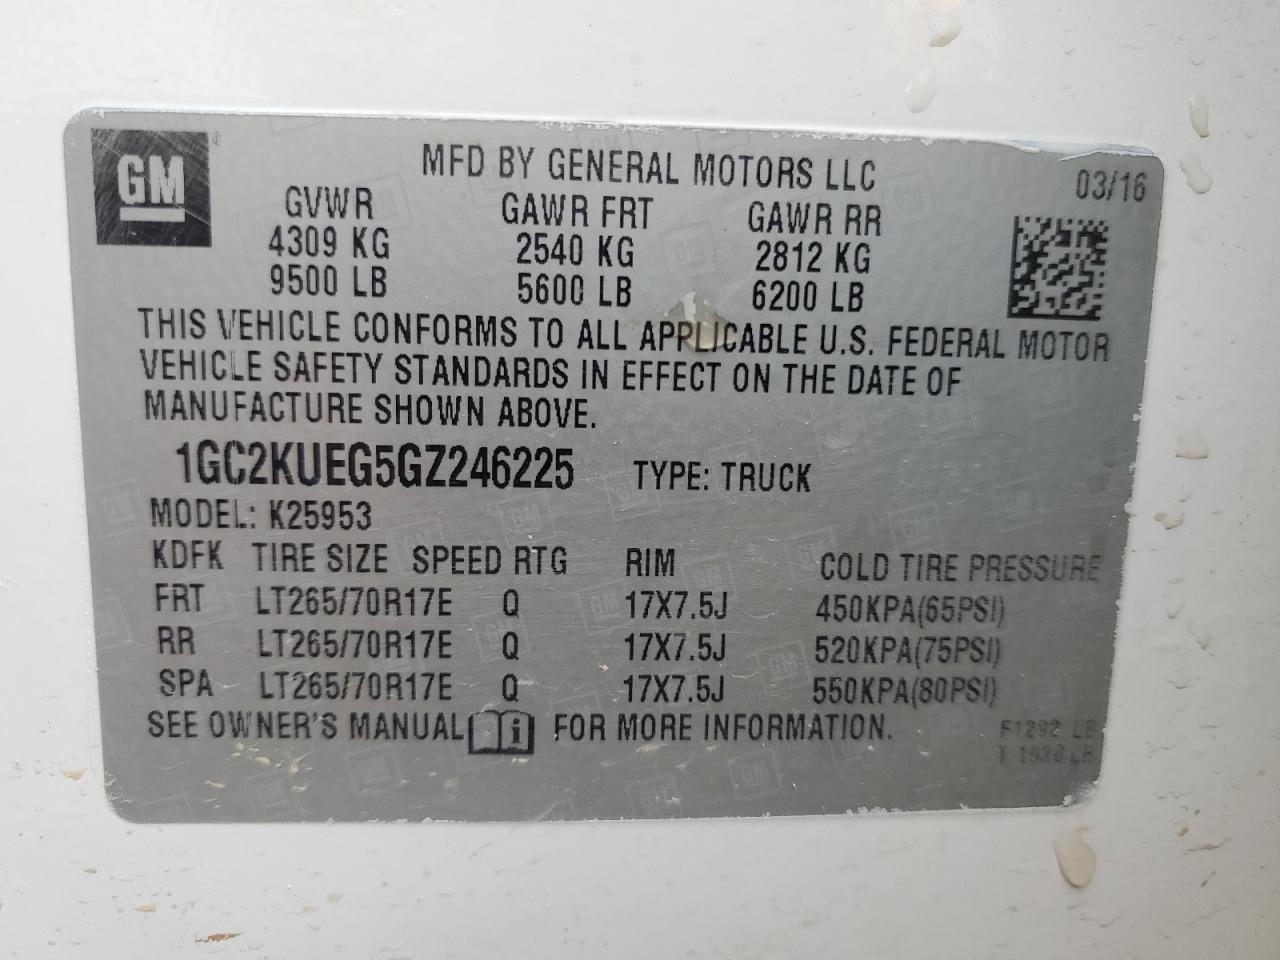 GM
MFD BY GENERAL MOTORS LLC
03/16
GVWR GAWR FRT GAWR RR
4309 KG 2540 KG 2812 KG
9500 LB 5600 LB 6200 LB
THIS VEHICLE CONFORMS TO ALL APPLICABLE U.S. FEDERAL MOTOR
VEHICLE SAFETY STANDARDS IN EFFECT ON THE DATE OF
MANUFACTURE SHOWN ABOVE.
1GC2KUEG5GZ246225 TYPE: TRUCK
MODEL: K25953
KDFK TIRE SIZE SPEED RTG RIM COLD TIRE PRESSURE
FRT LT265/70R17E Q 17X7.5J 450KPA(65PSI)
RR LT265/70R17E Q 17X7.5J 520KPA(75PSI)
SPA LT265/70R17E Q 17X7.5J 550KPA(80PSI)
SEE OWNER'S MANUAL i FOR MORE INFORMATION.
F1292 LB
LB